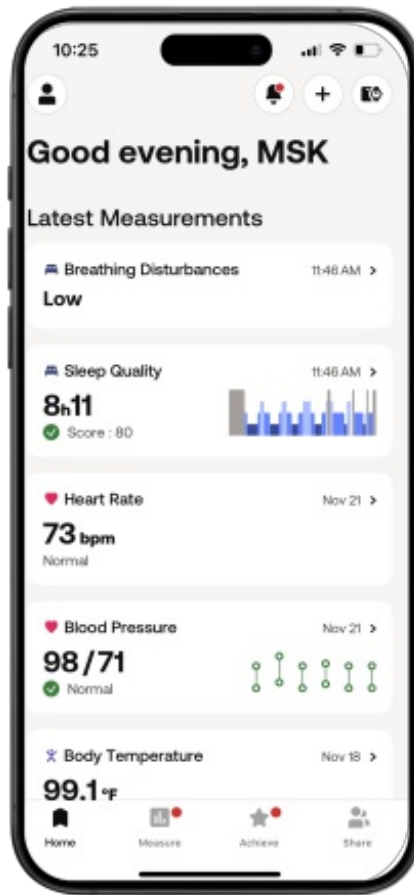 10:25
Good evening, MSK
Latest Measurements
Breathing Disturbances 11:46 AM >
Low
Sleep Quality 11:46 AM >
8h11
Score : 80
Heart Rate Nov 21 >
73 bpm
Normal
Blood Pressure Nov 21 >
98/71
Normal
Body Temperature Nov 18 >
99.1 °F
Home Measure Achieve Share